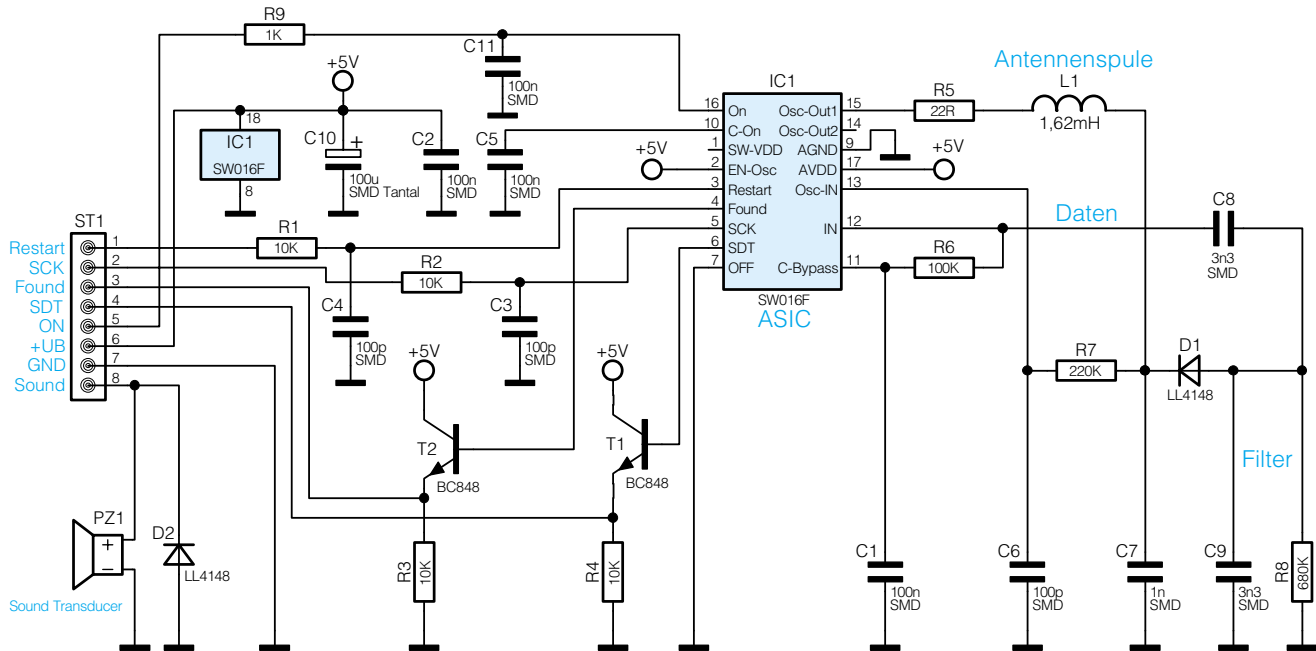 R9
1K
C11
100n
SMD
+5V
18
IC1
SW016F
8
C10
+
100u
SMD Tantal
C2
100n
SMD
C5
100n
SMD
+5V
IC1
16 On
10 C-On
1 SW-VDD
2 EN-Osc
3 Restart
4 Found
5 SCK
6 SDT
7 OFF
Osc-Out1 15
Osc-Out2 14
AGND 9
AVDD 17
Osc-IN 13
IN 12
C-Bypass 11
SW016F
ASIC
R5
22R
Antennenspule
L1
1,62mH
+5V
Daten
C8
3n3
SMD
R6
100K
ST1
Restart 1
SCK 2
Found 3
SDT 4
ON 5
+UB 6
GND 7
Sound 8
R1
10K
R2
10K
C4
100p
SMD
C3
100p
SMD
+5V
T2
BC848
+5V
T1
BC848
R7
220K
D1
LL4148
Filter
PZ1
+
−
Sound Transducer
D2
LL4148
R3
10K
R4
10K
C1
100n
SMD
C6
100p
SMD
C7
1n
SMD
C9
3n3
SMD
R8
680K